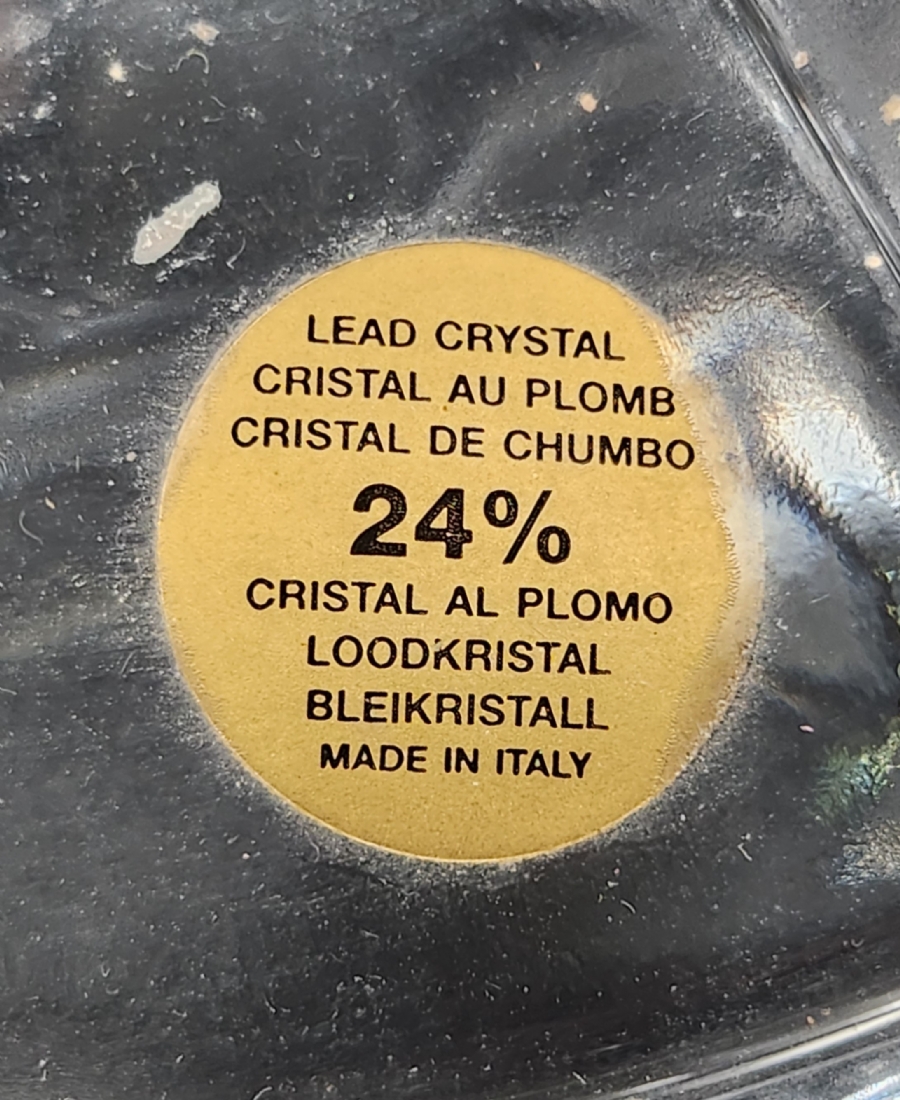 LEAD CRYSTAL
CRISTAL AU PLOMB
CRISTAL DE CHUMBO
24%
CRISTAL AL PLOMO
LOODKRISTAL
BLEIKRISTALL
MADE IN ITALY